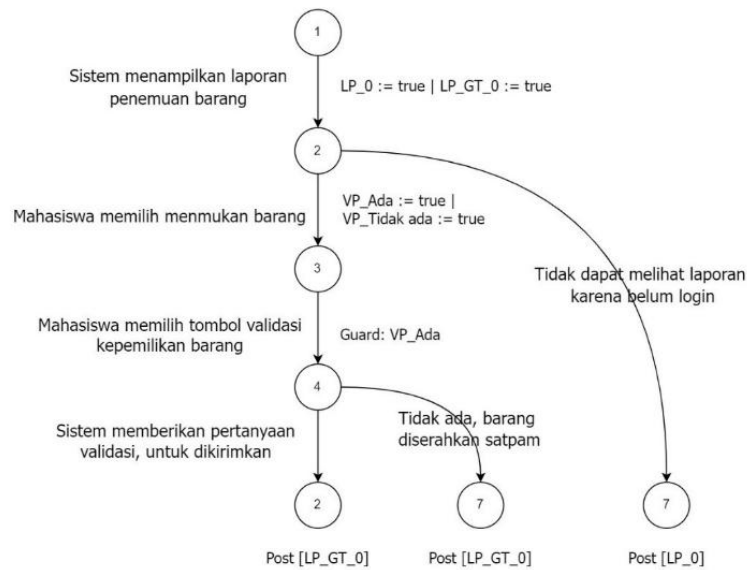 1
Sistem menampilkan laporan
penemuan barang
LP_0 := true | LP_GT_0 := true
2
Mahasiswa memilih menmukan barang
VP_Ada := true |
VP_Tidak ada := true
3
Tidak dapat melihat laporan
karena belum login
Mahasiswa memilih tombol validasi
kepemilikan barang
Guard: VP_Ada
4
Sistem memberikan pertanyaan
validasi, untuk dikirimkan
Tidak ada, barang
diserahkan satpam
2
7
7
Post [LP_GT_0]
Post [LP_GT_0]
Post [LP_0]